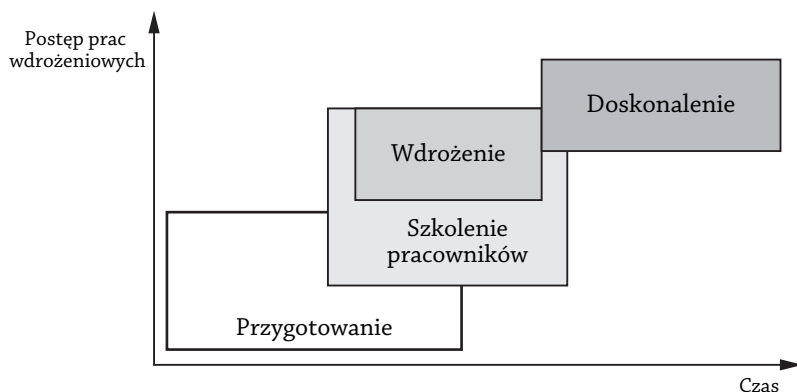 Postęp prac
wdrożeniowych
Doskonalenie
Wdrożenie
Szkolenie
pracowników
Przygotowanie
Czas